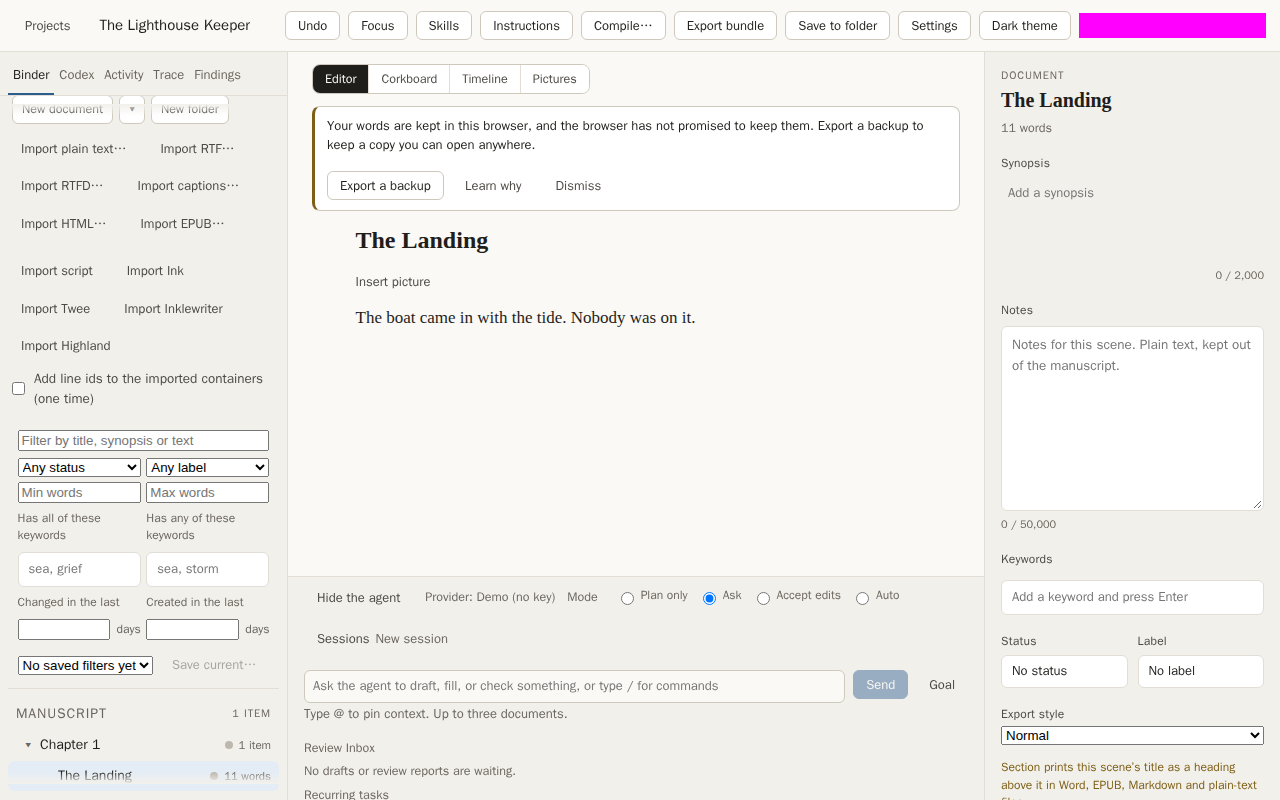 Projects
The Lighthouse Keeper
Undo
Focus
Skills
Instructions
Compile…
Export bundle
Save to folder
Settings
Dark theme
Binder
Codex
Activity
Trace
Findings
New document
New folder
Import plain text…
Import RTF…
Import RTFD…
Import captions…
Import HTML…
Import EPUB…
Import script
Import Ink
Import Twee
Import Inklewriter
Import Highland
Add line ids to the imported containers
(one time)
Filter by title, synopsis or text
Any status
Any label
Min words
Max words
Has all of these
keywords
Has any of these
keywords
sea, grief
sea, storm
Changed in the last
Created in the last
days
days
No saved filters yet
Save current…
MANUSCRIPT
1 ITEM
Chapter 1
1 item
The Landing
11 words
Editor
Corkboard
Timeline
Pictures
Your words are kept in this browser, and the browser has not promised to keep them. Export a backup to
keep a copy you can open anywhere.
Export a backup
Learn why
Dismiss
The Landing
Insert picture
The boat came in with the tide. Nobody was on it.
Hide the agent
Provider: Demo (no key)
Mode
Plan only
Ask
Accept edits
Auto
Sessions
New session
Ask the agent to draft, fill, or check something, or type / for commands
Send
Goal
Type @ to pin context. Up to three documents.
Review Inbox
No drafts or review reports are waiting.
Recurring tasks
DOCUMENT
The Landing
11 words
Synopsis
Add a synopsis
0 / 2,000
Notes
Notes for this scene. Plain text, kept out
of the manuscript.
0 / 50,000
Keywords
Add a keyword and press Enter
Status
Label
No status
No label
Export style
Normal
Section prints this scene's title as a heading
above it in Word, EPUB, Markdown and plain-text